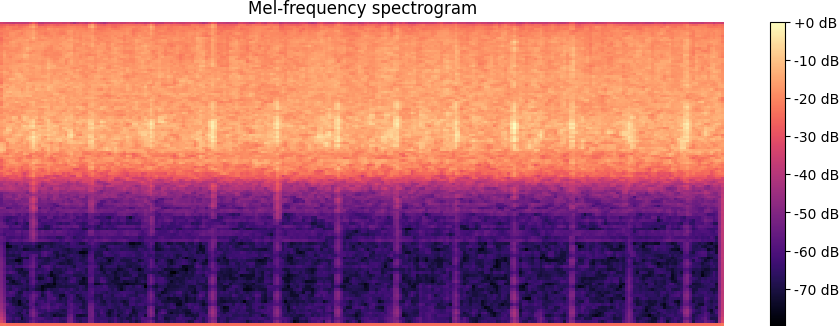 Mel-frequency spectrogram
+0 dB
-10 dB
-20 dB
-30 dB
-40 dB
-50 dB
-60 dB
-70 dB